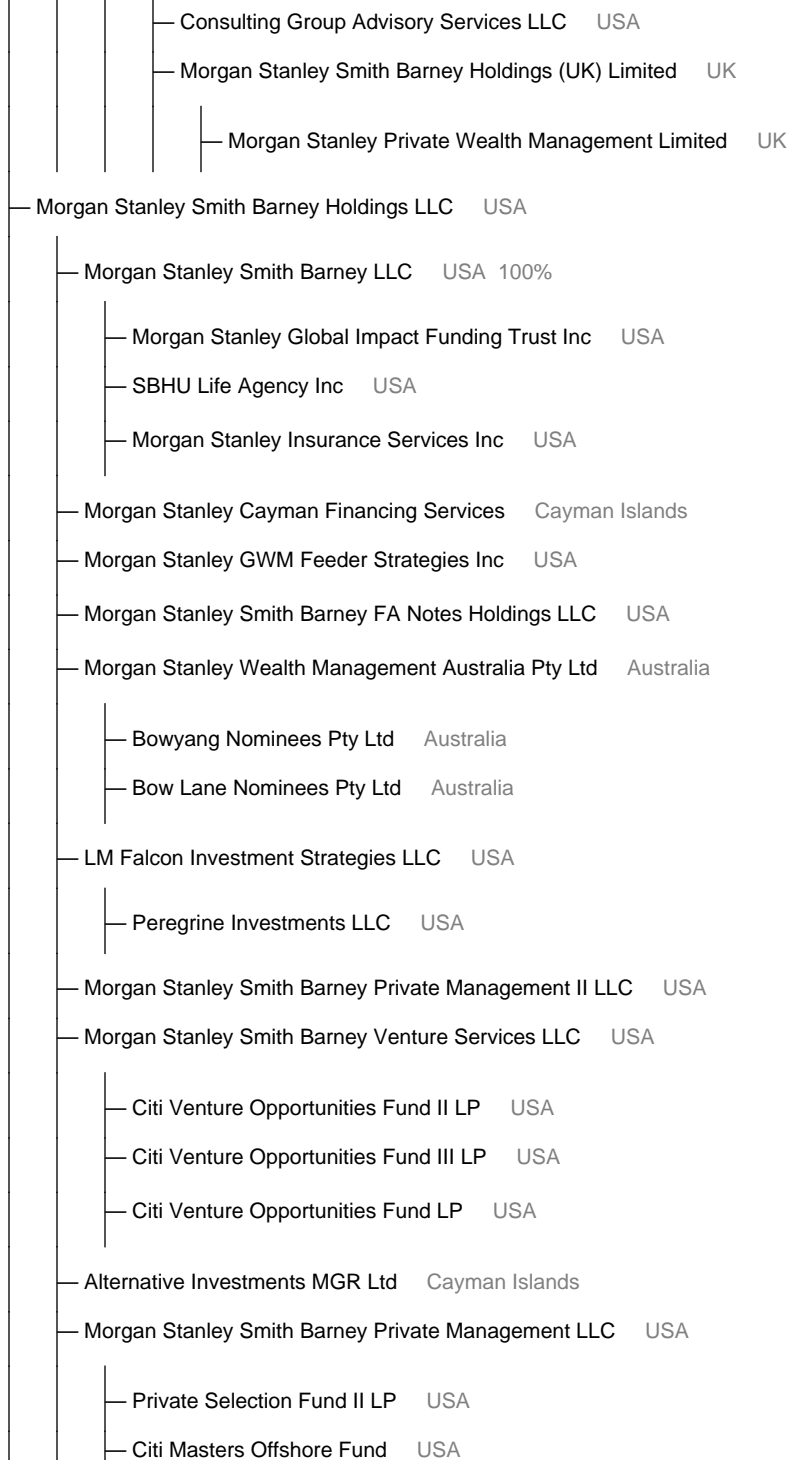 Consulting Group Advisory Services LLC USA
Morgan Stanley Smith Barney Holdings (UK) Limited UK
Morgan Stanley Private Wealth Management Limited UK
Morgan Stanley Smith Barney Holdings LLC USA
Morgan Stanley Smith Barney LLC USA 100%
Morgan Stanley Global Impact Funding Trust Inc USA
SBHU Life Agency Inc USA
Morgan Stanley Insurance Services Inc USA
Morgan Stanley Cayman Financing Services Cayman Islands
Morgan Stanley GWM Feeder Strategies Inc USA
Morgan Stanley Smith Barney FA Notes Holdings LLC USA
Morgan Stanley Wealth Management Australia Pty Ltd Australia
Bowyang Nominees Pty Ltd Australia
Bow Lane Nominees Pty Ltd Australia
LM Falcon Investment Strategies LLC USA
Peregrine Investments LLC USA
Morgan Stanley Smith Barney Private Management II LLC USA
Morgan Stanley Smith Barney Venture Services LLC USA
Citi Venture Opportunities Fund II LP USA
Citi Venture Opportunities Fund III LP USA
Citi Venture Opportunities Fund LP USA
Alternative Investments MGR Ltd Cayman Islands
Morgan Stanley Smith Barney Private Management LLC USA
Private Selection Fund II LP USA
Citi Masters Offshore Fund USA